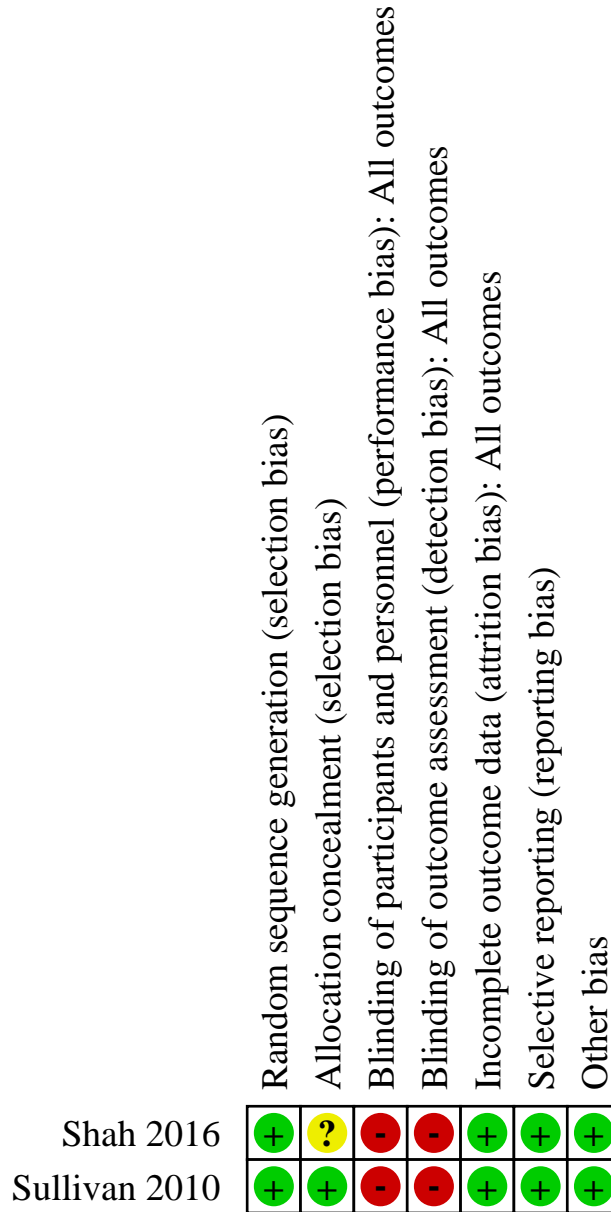 Random sequence generation (selection bias)
Allocation concealment (selection bias)
Blinding of participants and personnel (performance bias): All outcomes
Blinding of outcome assessment (detection bias): All outcomes
Incomplete outcome data (attrition bias): All outcomes
Selective reporting (reporting bias)
Other bias
Shah 2016 + ? - - + + +
Sullivan 2010 + + - - + + +